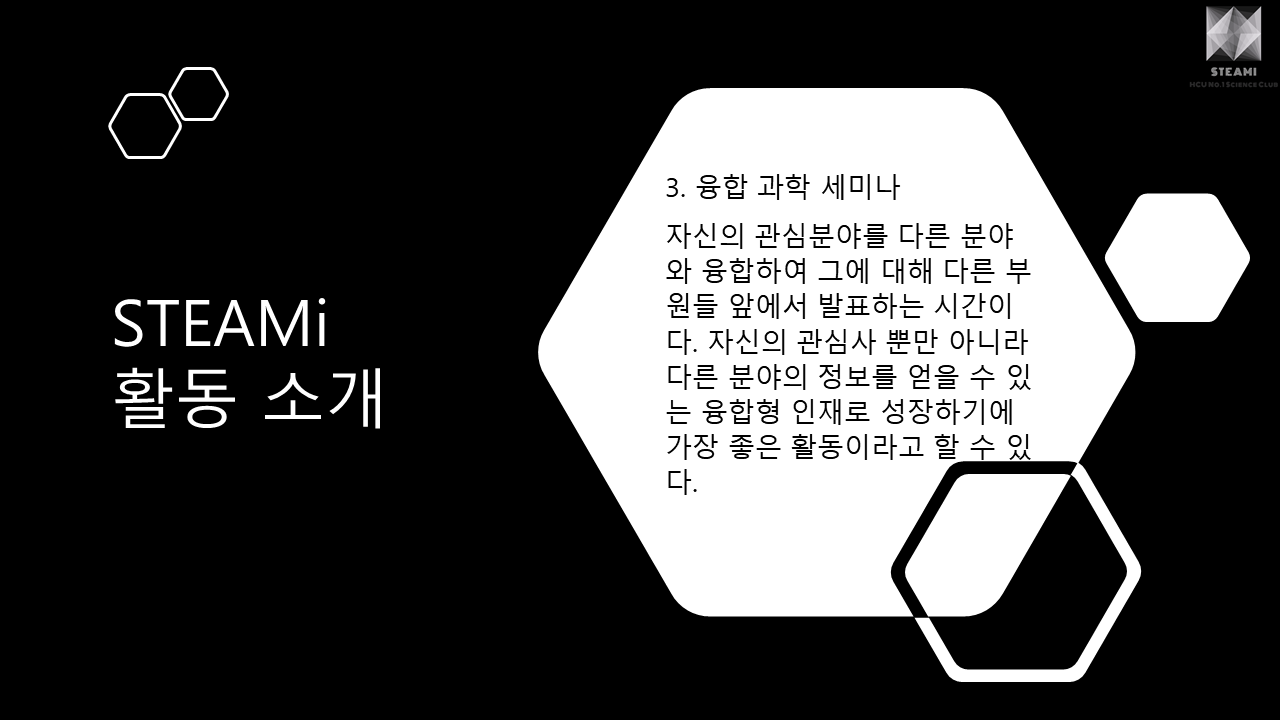 STEAMI
HCU No.1 Science Club
STEAMi
활동 소개
3. 융합 과학 세미나
자신의 관심분야를 다른 분야
와 융합하여 그에 대해 다른 부
원들 앞에서 발표하는 시간이
다. 자신의 관심사 뿐만 아니라
다른 분야의 정보를 얻을 수 있
는 융합형 인재로 성장하기에
가장 좋은 활동이라고 할 수 있
다.